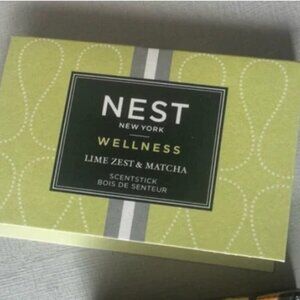 NEST
NEW YORK
WELLNESS
LIME ZEST & MATCHA
SCENTSTICK
BOIS DE SENTEUR